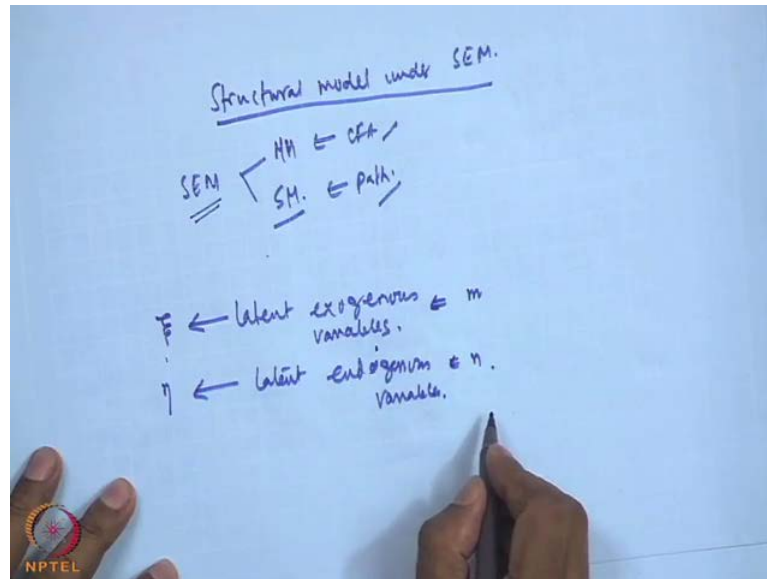 Structural model under SEM.
SEM
MM ⇐ CFA
SM. ⇐ Path.
ξ ← Latent exogenous ⇐ m
variables.
η ← Latent endogenous ⇐ n.
variables.
NPTEL